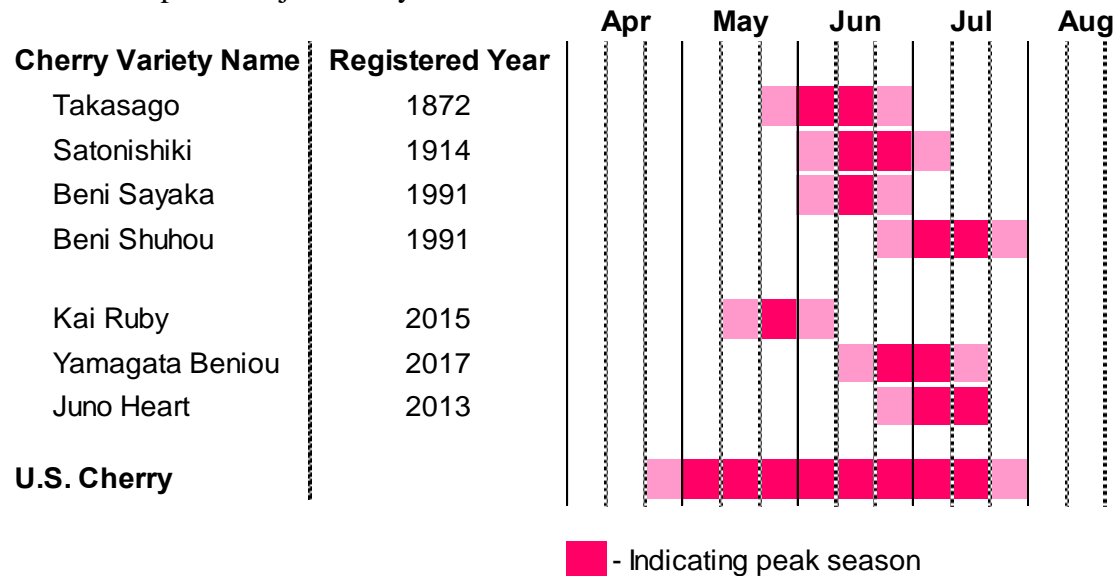 Apr May Jun Jul Aug
Cherry Variety Name Registered Year
Takasago 1872
Satonishiki 1914
Beni Sayaka 1991
Beni Shuhou 1991
Kai Ruby 2015
Yamagata Beniou 2017
Juno Heart 2013
U.S. Cherry
- Indicating peak season